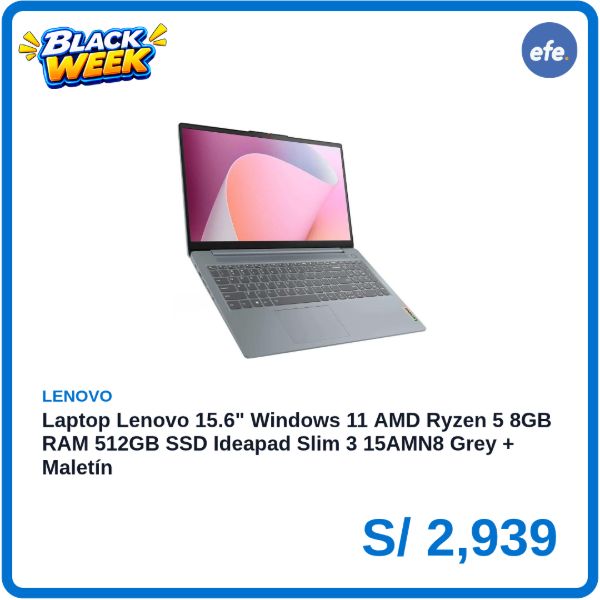 BLACK
WEEK
efe.
LENOVO
Laptop Lenovo 15.6" Windows 11 AMD Ryzen 5 8GB
RAM 512GB SSD Ideapad Slim 3 15AMN8 Grey +
Maletín
S/ 2,939